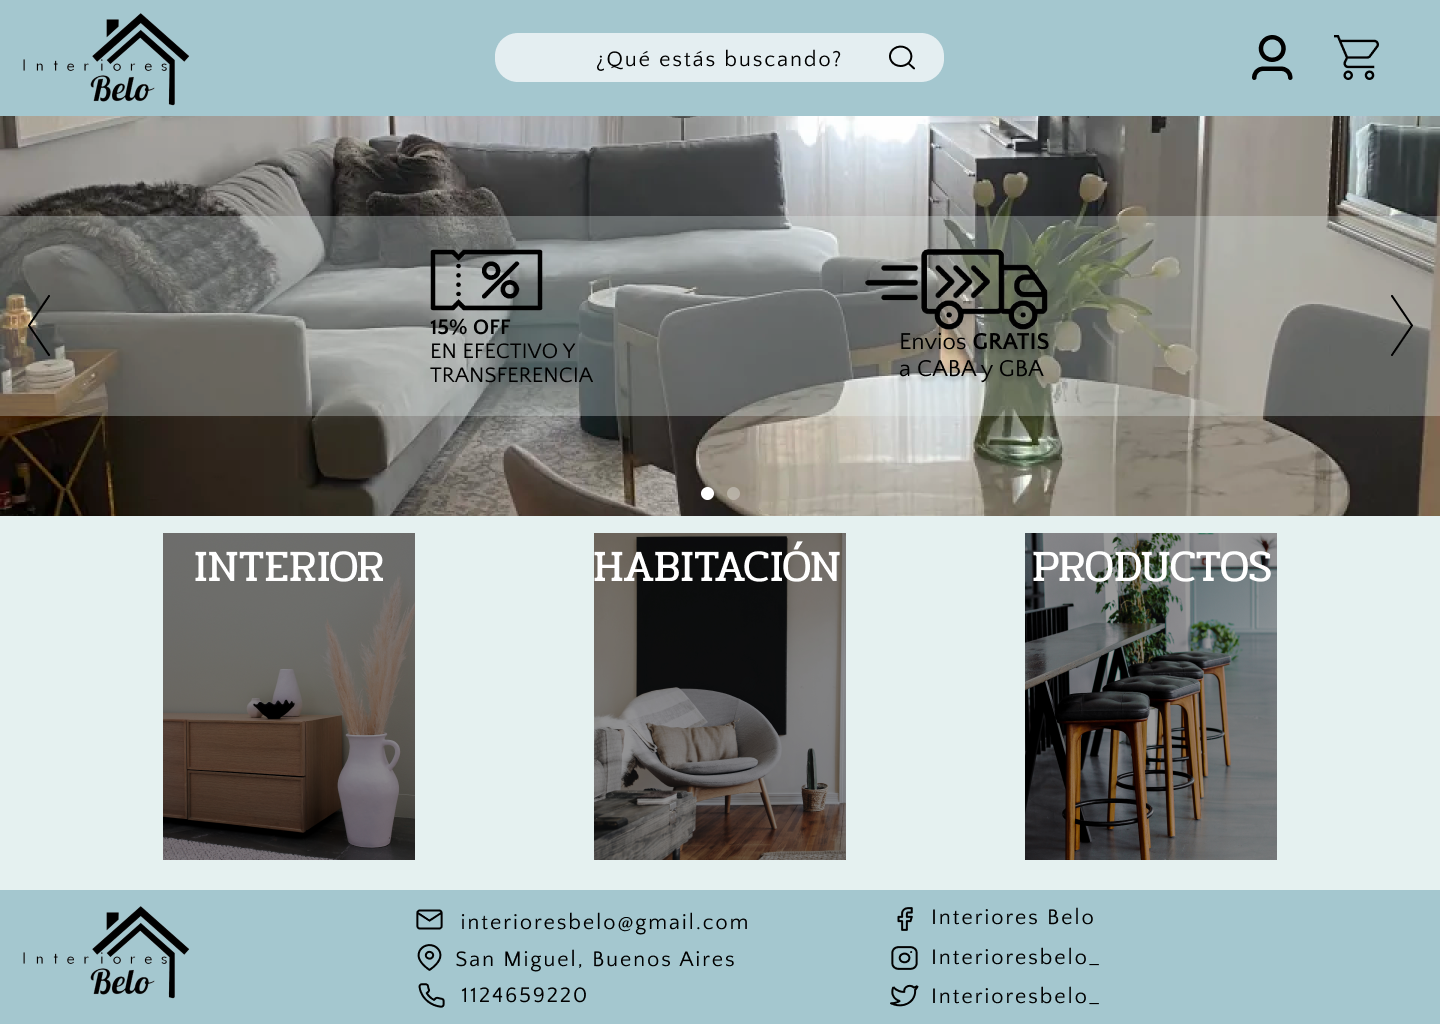 Interiores
Belo
¿Qué estás buscando?
15% OFF
EN EFECTIVO Y
TRANSFERENCIA
Envios GRATIS
a CABA y GBA
INTERIOR
HABITACIÓN
PRODUCTOS
Interiores
Belo
interioresbelo@gmail.com
San Miguel, Buenos Aires
1124659220
Interiores Belo
Interioresbelo_
Interioresbelo_